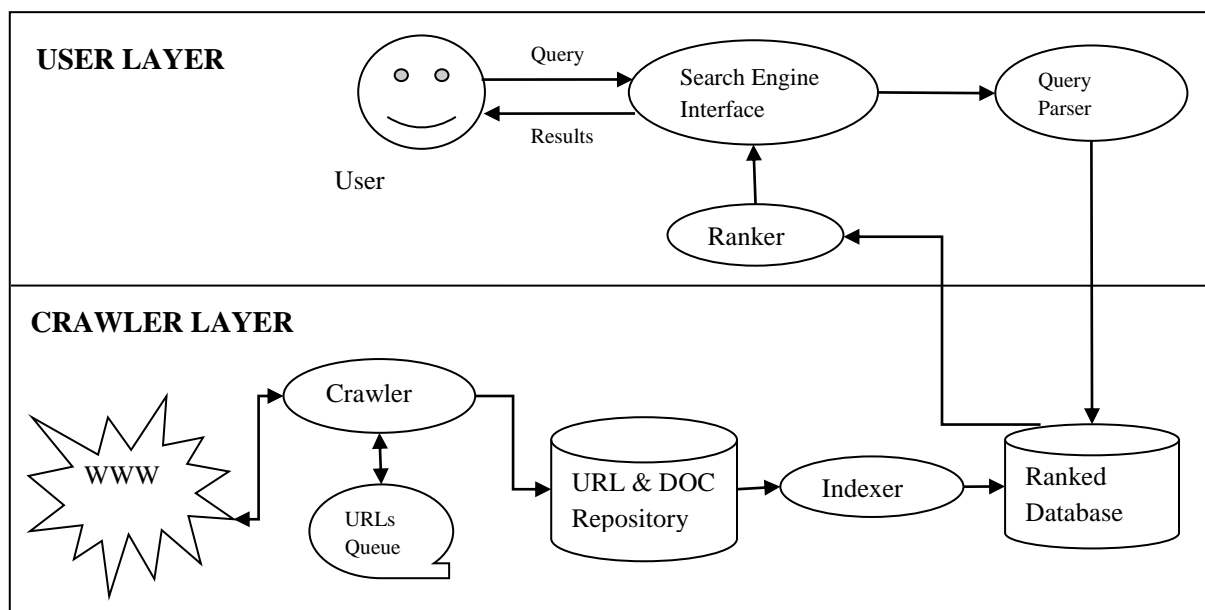 USER LAYER
Query
Results
User
Search Engine
Interface
Query
Parser
Ranker
CRAWLER LAYER
WWW
Crawler
URLs
Queue
URL & DOC
Repository
Indexer
Ranked
Database